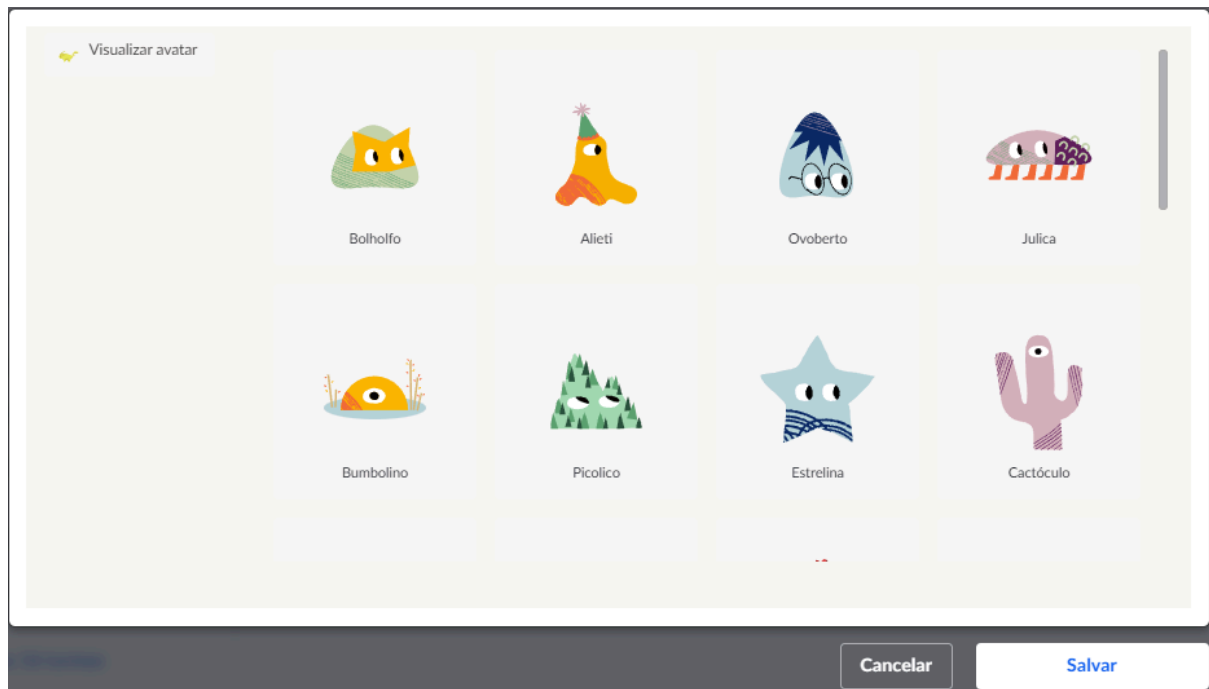 Visualizar avatar
Bolholfo
Alieti
Ovoberto
Julica
Bumbolino
Picolico
Estrelina
Cactóculo
Cancelar
Salvar